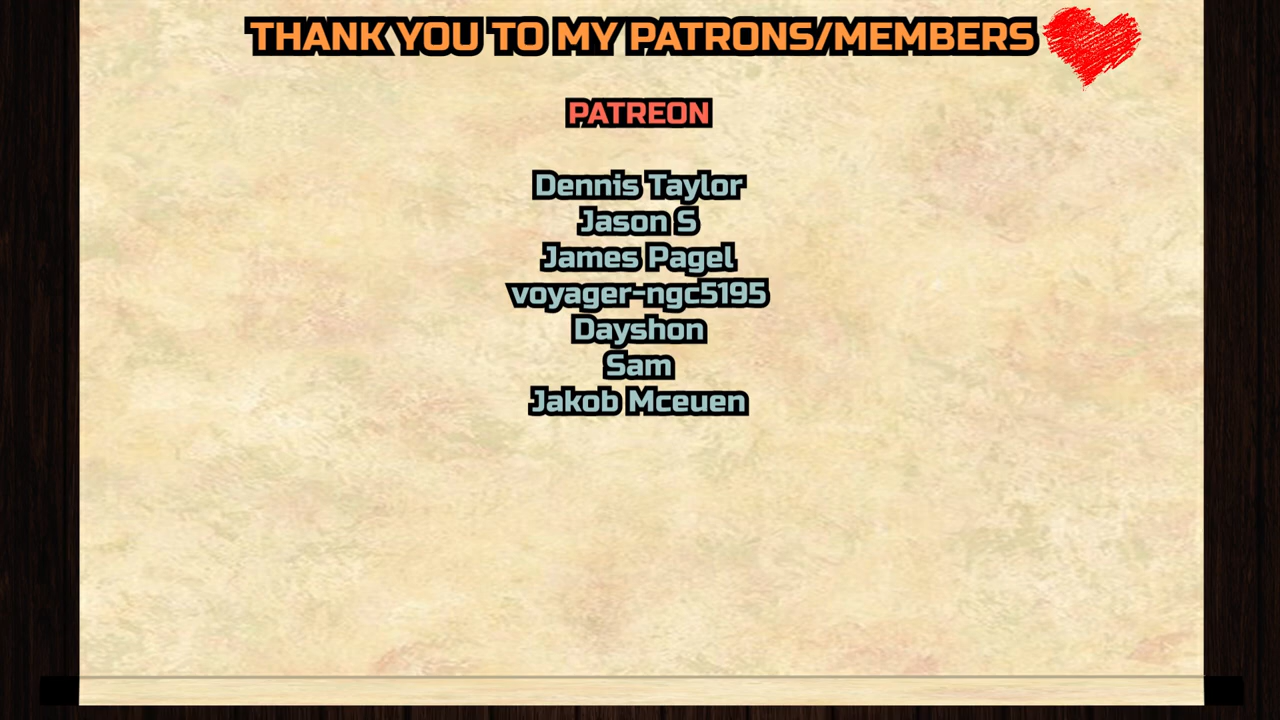 THANK YOU TO MY PATRONS/MEMBERS
PATREON
Dennis Taylor
Jason S
James Pagel
voyager-ngc5195
Dayshon
Sam
Jakob Mceuen